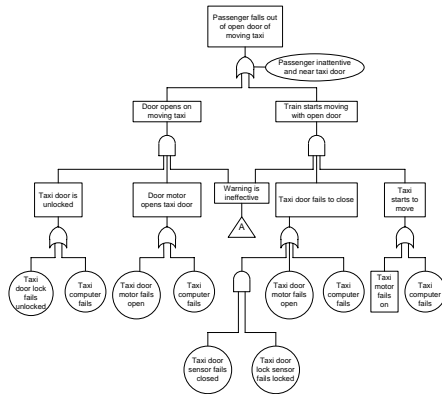 Passenger falls out
of open door of
moving taxi
Passenger inattentive
and near taxi door
Door opens on
moving taxi
Train starts moving
with open door
Taxi door is
unlocked
Door motor
opens taxi door
Warning is
ineffective
Taxi door fails to close
Taxi
starts to
move
A
Taxi
door lock
fails
unlocked
Taxi
computer
fails
Taxi door
motor fails
open
Taxi
computer
fails
Taxi door
motor fails
open
Taxi
computer
fails
Taxi
motor
fails
on
Taxi
computer
fails
Taxi door
sensor fails
closed
Taxi door
lock sensor
fails locked